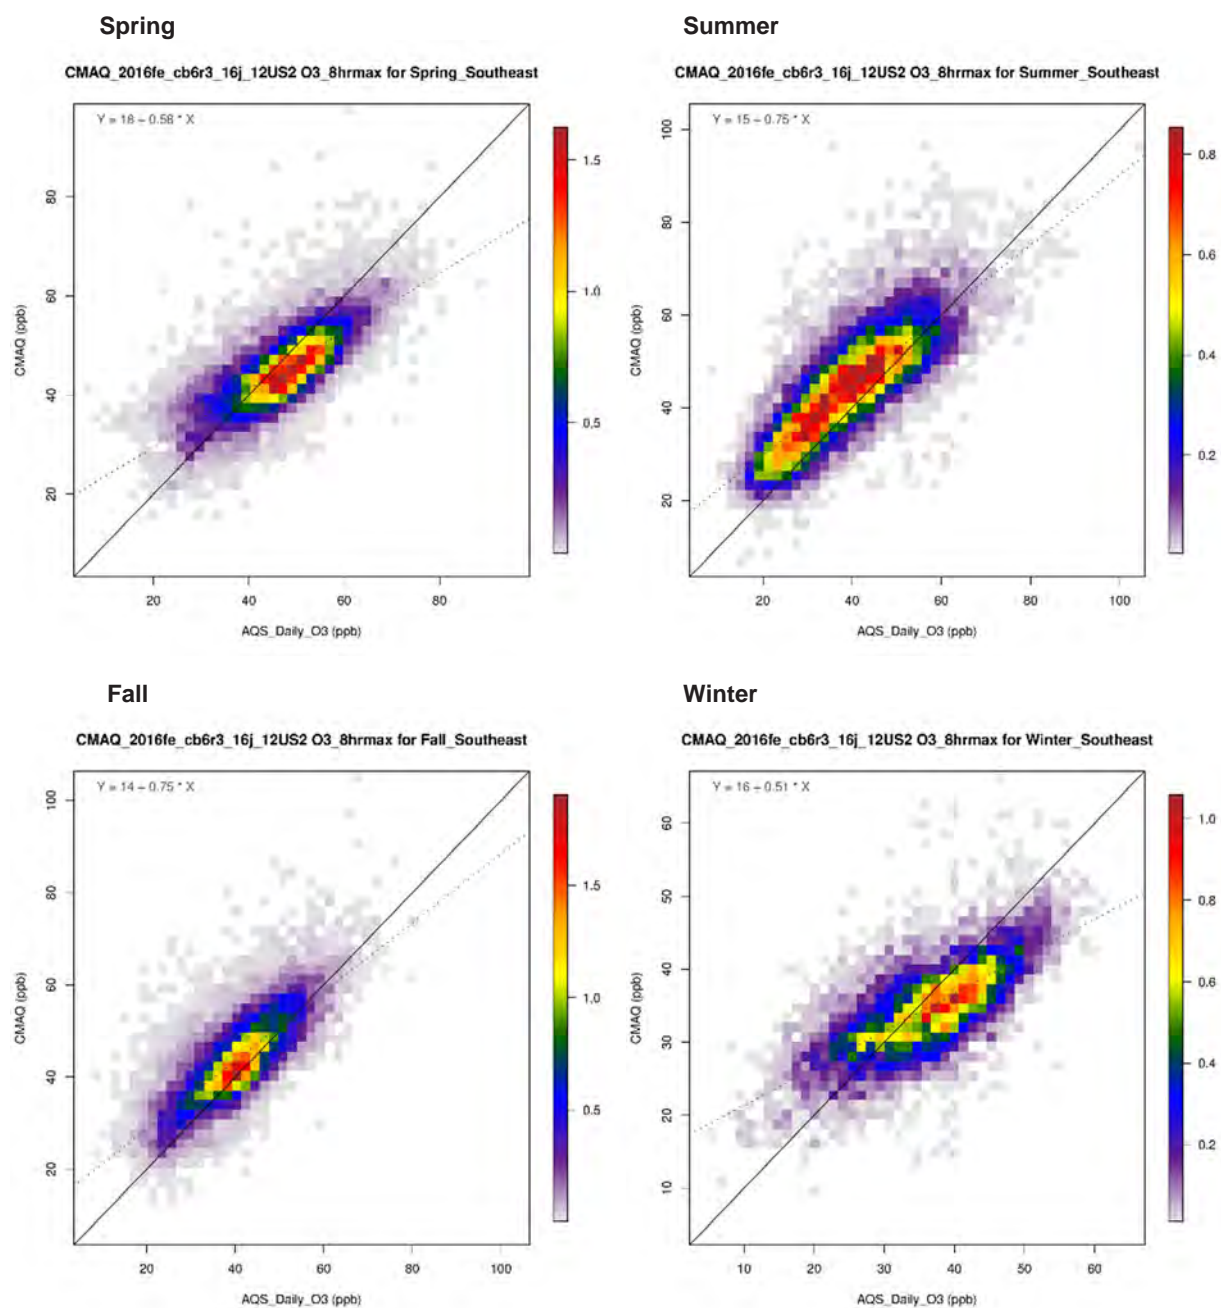 Spring
CMAQ_2016fe_cb6r3_16j_12US2 O3_8hrmax for Spring_Southeast
Y = 18 + 0.58 * X
CMAQ (ppb)
80
60
40
20
20 40 60 80
AQS_Daily_O3 (ppb)
1.5
1.0
0.5
Summer
CMAQ_2016fe_cb6r3_16j_12US2 O3_8hrmax for Summer_Southeast
Y = 15 + 0.75 * X
CMAQ (ppb)
100
80
60
40
20
20 40 60 80 100
AQS_Daily_O3 (ppb)
0.8
0.6
0.4
0.2
Fall
CMAQ_2016fe_cb6r3_16j_12US2 O3_8hrmax for Fall_Southeast
Y = 14 + 0.75 * X
CMAQ (ppb)
100
80
60
40
20
20 40 60 80 100
AQS_Daily_O3 (ppb)
1.5
1.0
0.5
Winter
CMAQ_2016fe_cb6r3_16j_12US2 O3_8hrmax for Winter_Southeast
Y = 16 + 0.51 * X
CMAQ (ppb)
60
50
40
30
20
10
10 20 30 40 50 60
AQS_Daily_O3 (ppb)
1.0
0.8
0.6
0.4
0.2